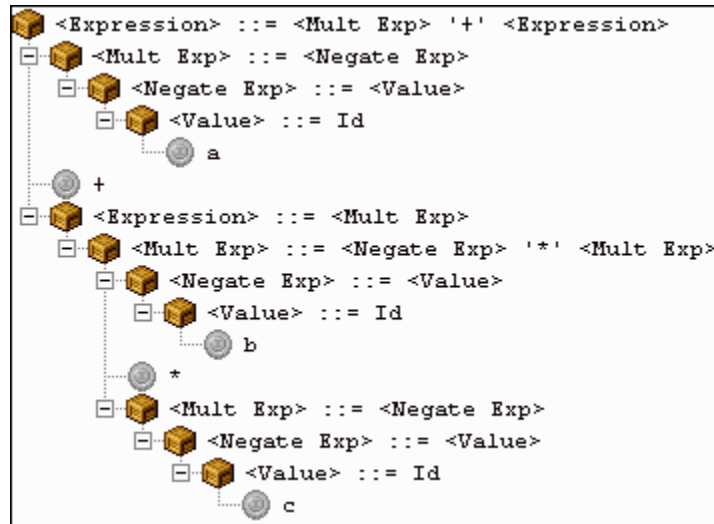 <Expression> ::= <Mult Exp> '+' <Expression>
<Mult Exp> ::= <Negate Exp>
<Negate Exp> ::= <Value>
<Value> ::= Id
a
+
<Expression> ::= <Mult Exp>
<Mult Exp> ::= <Negate Exp> '*' <Mult Exp>
<Negate Exp> ::= <Value>
<Value> ::= Id
b
*
<Mult Exp> ::= <Negate Exp>
<Negate Exp> ::= <Value>
<Value> ::= Id
c